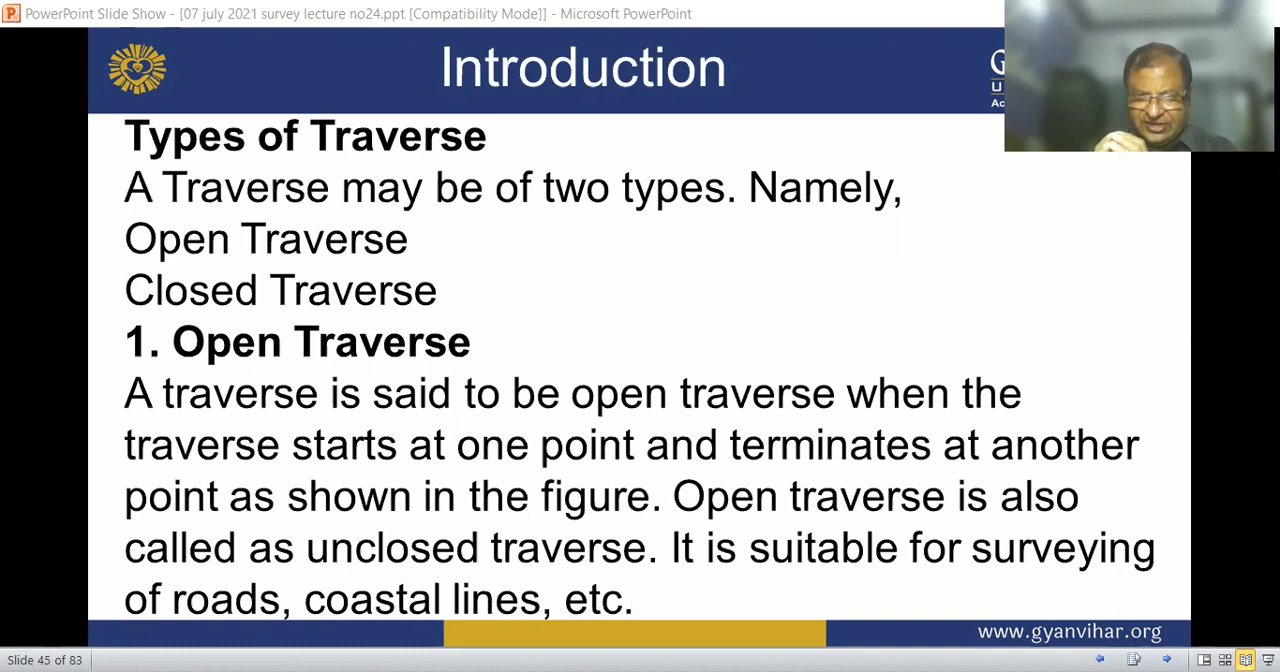 PowerPoint Slide Show - [07 july 2021 survey lecture no24.ppt [Compatibility Mode]] - Microsoft PowerPoint
Introduction
G
U
Ac
Types of Traverse
A Traverse may be of two types. Namely,
Open Traverse
Closed Traverse
1. Open Traverse
A traverse is said to be open traverse when the
traverse starts at one point and terminates at another
point as shown in the figure. Open traverse is also
called as unclosed traverse. It is suitable for surveying
of roads, coastal lines, etc.
www.gyanvihar.org
Slide 45 of 83